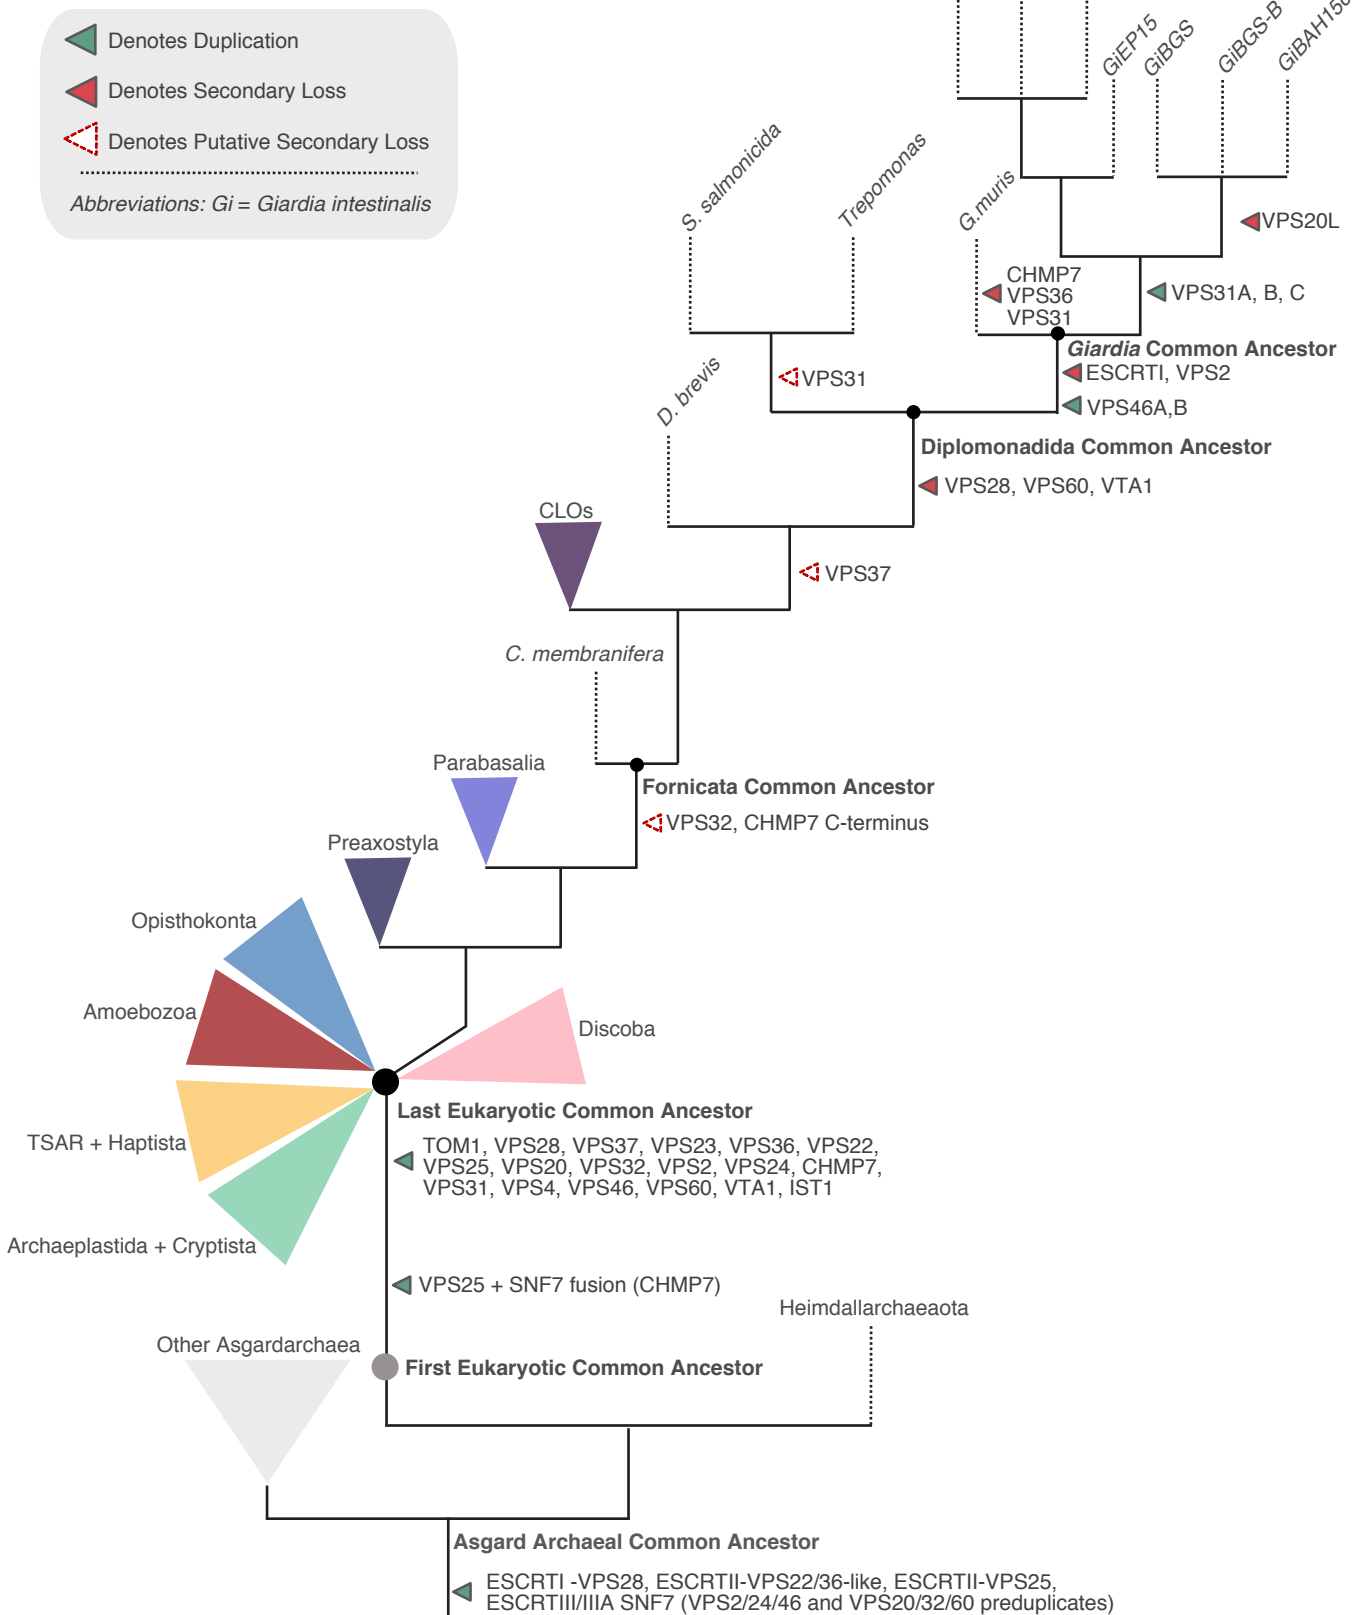 Denotes Duplication
Denotes Secondary Loss
Denotes Putative Secondary Loss
Abbreviations: Gi = Giardia intestinalis
GiEP15
GiBGS
GiBGS-B
S. salmonicida
Trepomonas
G.muris
VPS20L
CHMP7
VPS36
VPS31
VPS31A, B, C
Giardia Common Ancestor
ESCRTI, VPS2
VPS46A,B
VPS31
D. brevis
Diplomonadida Common Ancestor
VPS28, VPS60, VTA1
CLOs
VPS37
C. membranifera
Parabasalia
Fornicata Common Ancestor
VPS32, CHMP7 C-terminus
Preaxostyla
Opisthokonta
Amoebozoa
Discoba
Last Eukaryotic Common Ancestor
TSAR + Haptista
TOM1, VPS28, VPS37, VPS23, VPS36, VPS22,
VPS25, VPS20, VPS32, VPS2, VPS24, CHMP7,
VPS31, VPS4, VPS46, VPS60, VTA1, IST1
Archaeplastida + Cryptista
VPS25 + SNF7 fusion (CHMP7)
Heimdallarchaeaota
Other Asgardarchaea
First Eukaryotic Common Ancestor
Asgard Archaeal Common Ancestor
ESCRTI -VPS28, ESCRTII-VPS22/36-like, ESCRTII-VPS25,
ESCRTIII/IIIA SNF7 (VPS2/24/46 and VPS20/32/60 preduplicates)